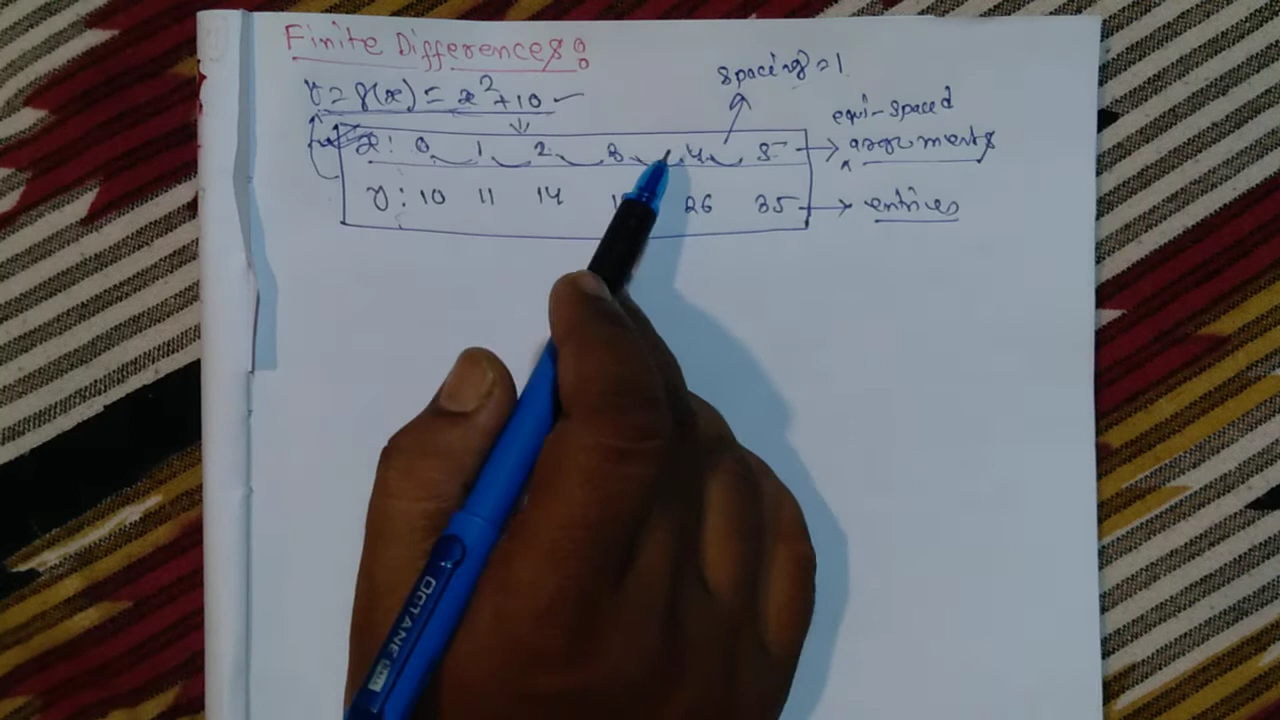 Finite Differences:
spacing = 1
y = f(x) = x²+10
equi-spaced
x: 0 1 2 3 4 5 → arguments
y: 10 11 14 26 35 → entries
OCTANE